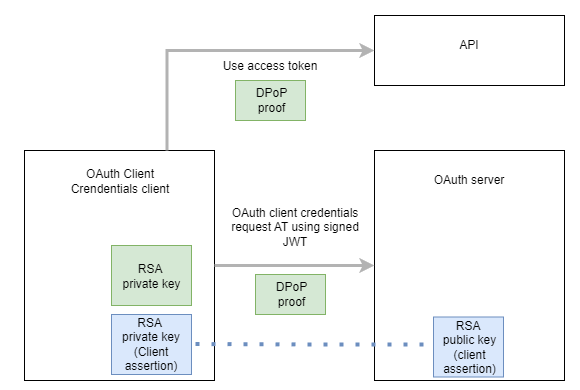 API
Use access token
DPoP
proof
OAuth Client
Crendentials client
OAuth server
OAuth client credentials
request AT using signed
JWT
RSA
private key
DPoP
proof
RSA
private key
(Client
assertion)
RSA
public key
(client
assertion)